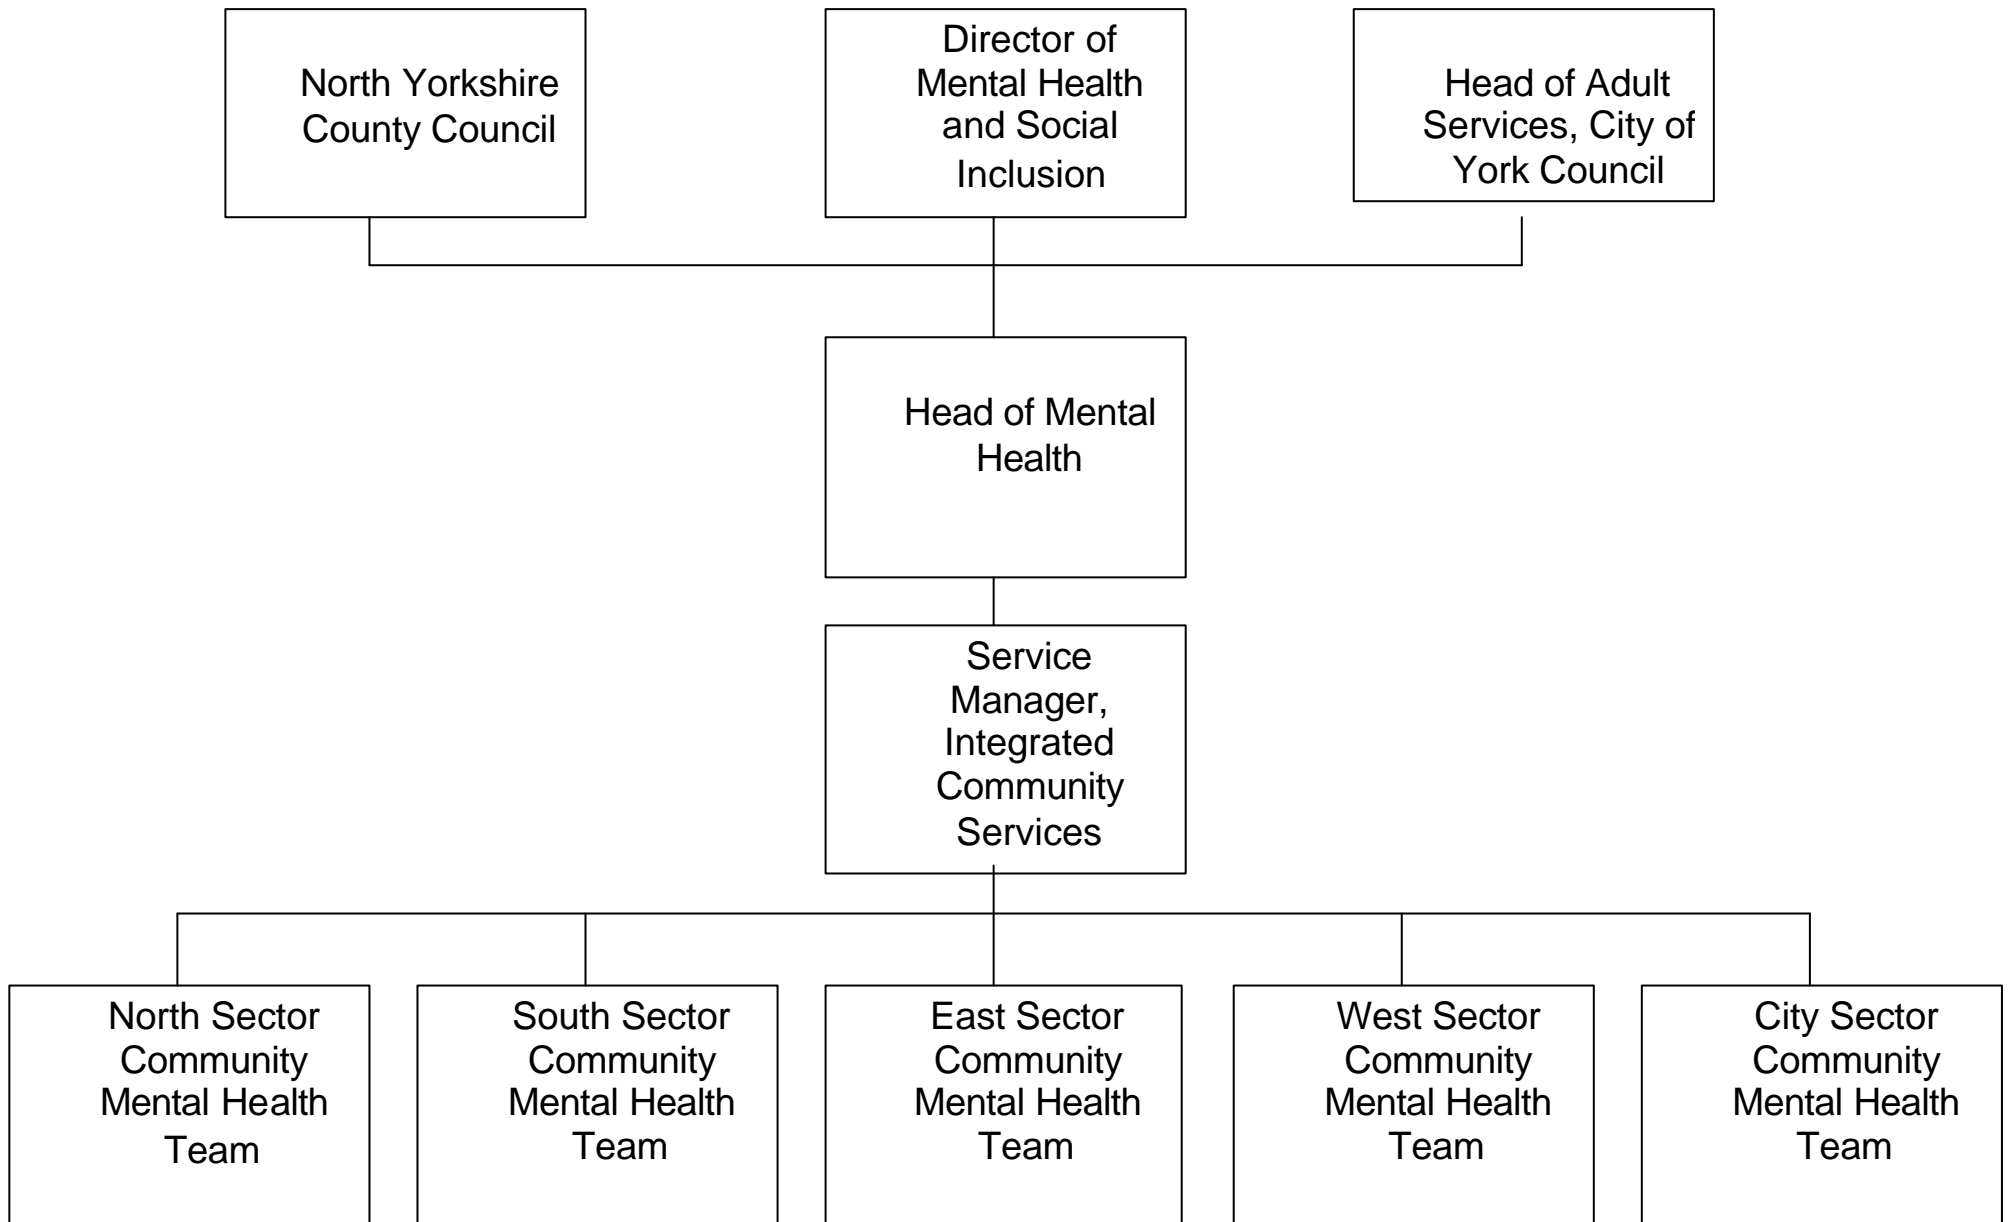 North Yorkshire
County Council
Director of
Mental Health
and Social
Inclusion
Head of Adult
Services, City of
York Council
Head of Mental
Health
Service
Manager,
Integrated
Community
Services
North Sector
Community
Mental Health
Team
South Sector
Community
Mental Health
Team
East Sector
Community
Mental Health
Team
West Sector
Community
Mental Health
Team
City Sector
Community
Mental Health
Team